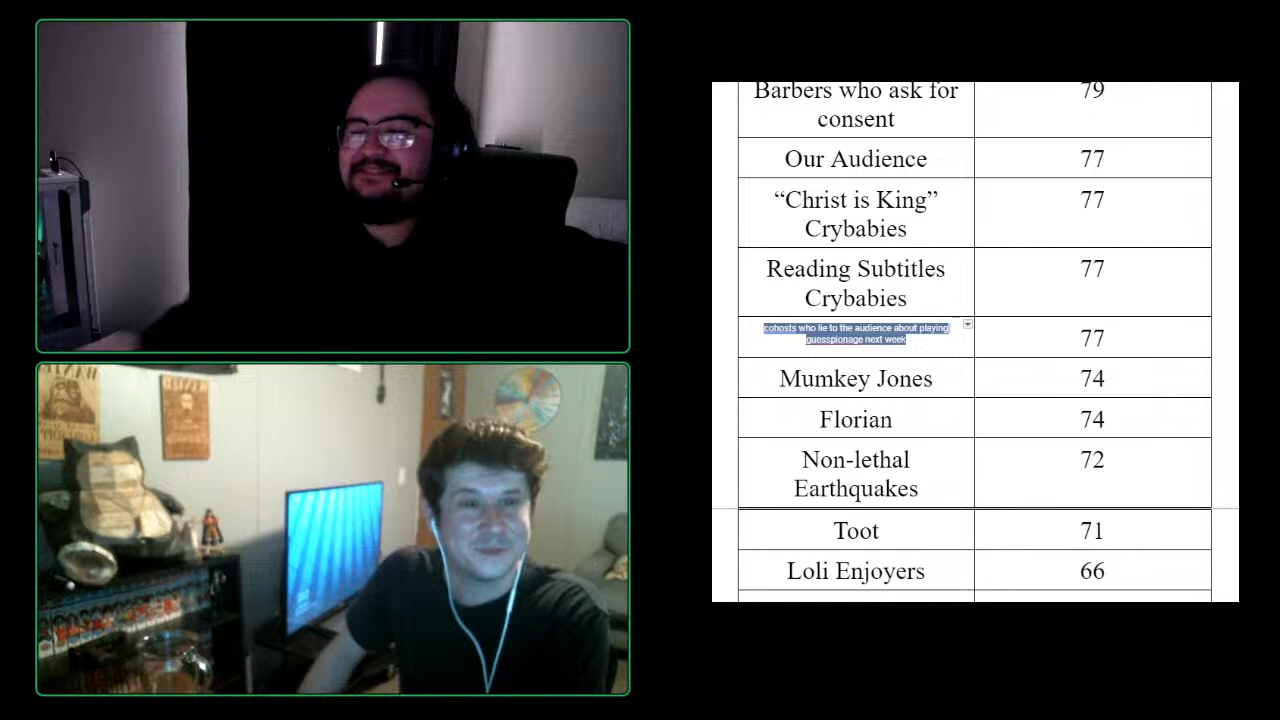 WANTED
WANTED
Barbers who ask for
consent
79
Our Audience
77
“Christ is King”
Crybabies
77
Reading Subtitles
Crybabies
77
cohosts who lie to the audience about playing
guesspionage next week
77
Mumkey Jones
74
Florian
74
Non-lethal
Earthquakes
72
Toot
71
Loli Enjoyers
66